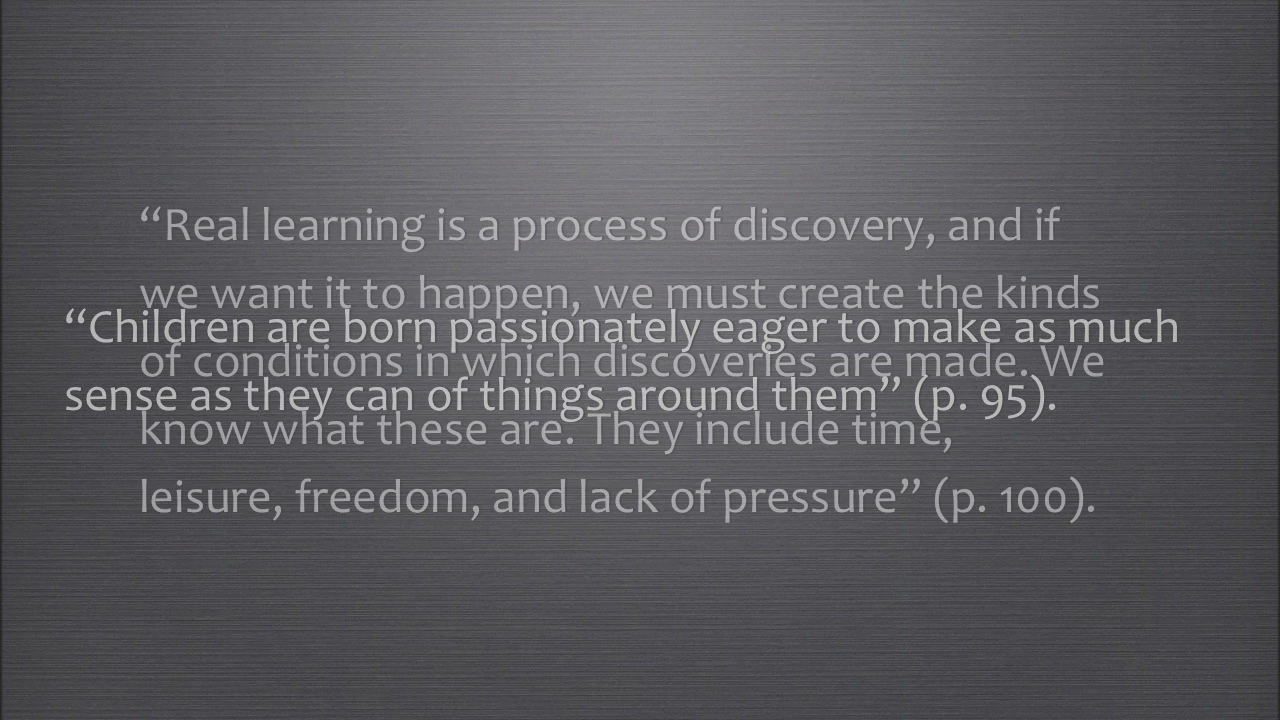 “Real learning is a process of discovery, and if
we want it to happen, we must create the kinds
of conditions in which discoveries are made. We
know what these are. They include time,
leisure, freedom, and lack of pressure” (p. 100).
“Children are born passionately eager to make as much
sense as they can of things around them” (p. 95).